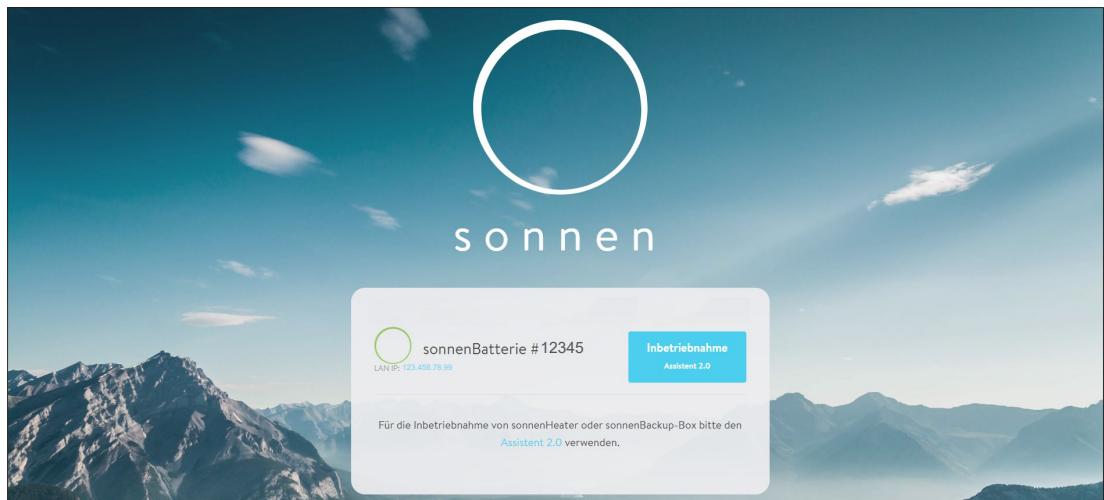 sonnen
sonnenBatterie #12345
LAN IP: 123.456.78.99
Inbetriebnahme
Assistent 2.0
Für die Inbetriebnahme von sonnenHeater oder sonnenBackup-Box bitte den
Assistent 2.0 verwenden.